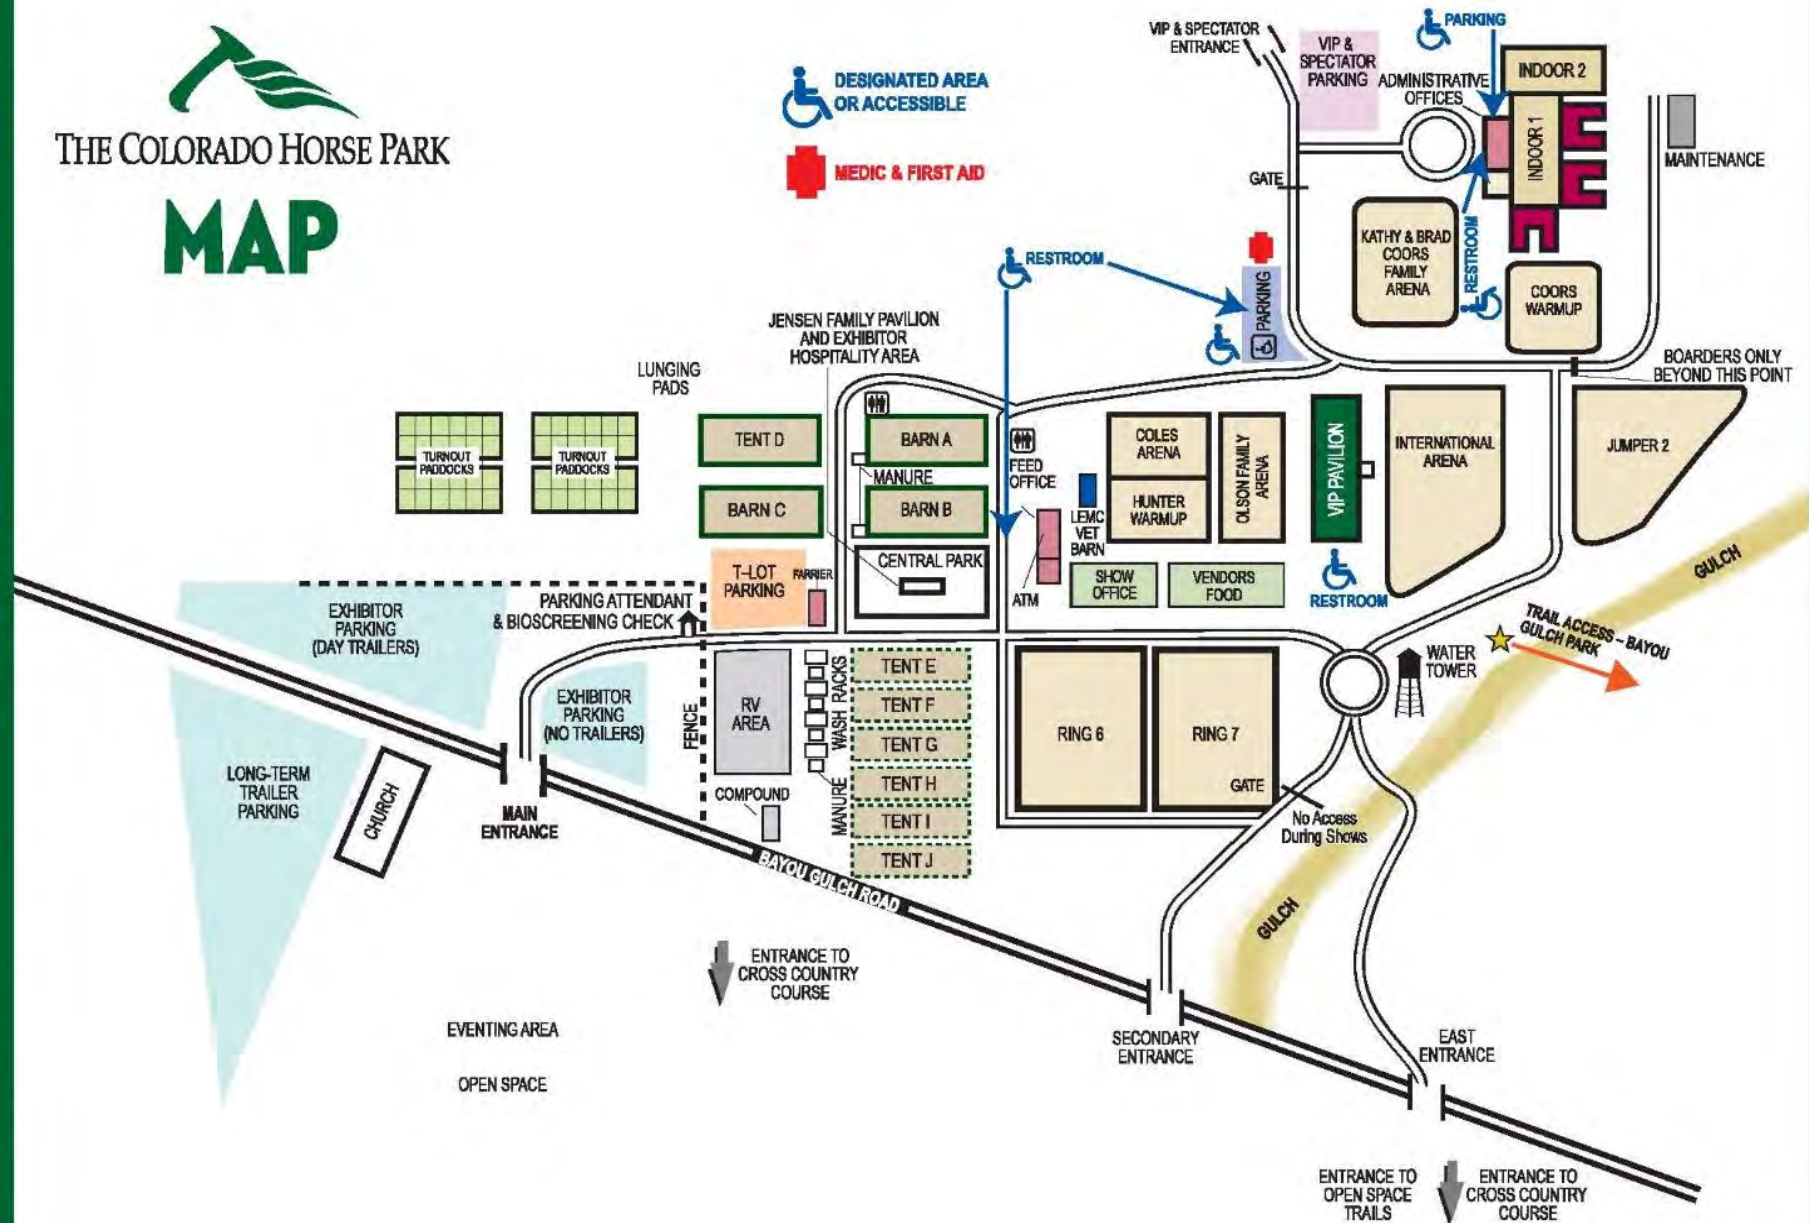 THE COLORADO HORSE PARK
MAP
DESIGNATED AREA
OR ACCESSIBLE
MEDIC & FIRST AID
VIP & SPECTATOR
ENTRANCE
VIP &
SPECTATOR
PARKING
PARKING
ADMINISTRATIVE
OFFICES
INDOOR 2
INDOOR 1
MAINTENANCE
GATE
KATHY & BRAD
COORS
FAMILY
ARENA
RESTROOM
COORS
WARMUP
RESTROOM
PARKING
BOARDERS ONLY
BEYOND THIS POINT
JENSEN FAMILY PAVILION
AND EXHIBITOR
HOSPITALITY AREA
LUNGING
PADS
TURNOUT
PADDOCKS
TURNOUT
PADDOCKS
TENT D
BARN A
MANURE
BARN C
BARN B
FEED
OFFICE
LEMC
VET
BARN
COLES
ARENA
HUNTER
WARMUP
OLSON FAMILY
ARENA
VIP PAVILION
INTERNATIONAL
ARENA
JUMPER 2
GULCH
T-LOT
PARKING
FARRIER
CENTRAL PARK
ATM
SHOW
OFFICE
VENDORS
FOOD
RESTROOM
EXHIBITOR
PARKING
(DAY TRAILERS)
PARKING ATTENDANT
& BIOSCREENING CHECK
TRAIL ACCESS – BAYOU
GULCH PARK
WATER
TOWER
EXHIBITOR
PARKING
(NO TRAILERS)
FENCE
RV
AREA
WASH RACKS
TENT E
TENT F
TENT G
TENT H
TENT I
TENT J
RING 6
RING 7
GATE
No Access
During Shows
LONG-TERM
TRAILER
PARKING
CHURCH
MAIN
ENTRANCE
COMPOUND
MANURE
BAYOU GULCH ROAD
GULCH
ENTRANCE TO
CROSS COUNTRY
COURSE
EVENTING AREA
OPEN SPACE
SECONDARY
ENTRANCE
EAST
ENTRANCE
ENTRANCE TO
OPEN SPACE
TRAILS
ENTRANCE TO
CROSS COUNTRY
COURSE